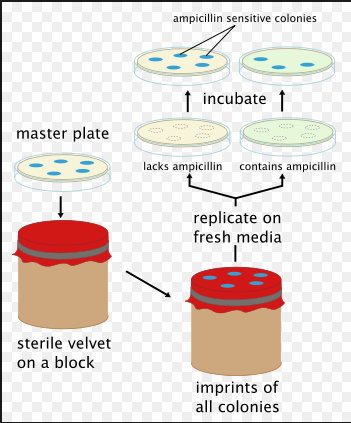 ampicillin sensitive colonies
incubate
master plate
lacks ampicillin
contains ampicillin
replicate on
fresh media
sterile velvet
on a block
imprints of
all colonies